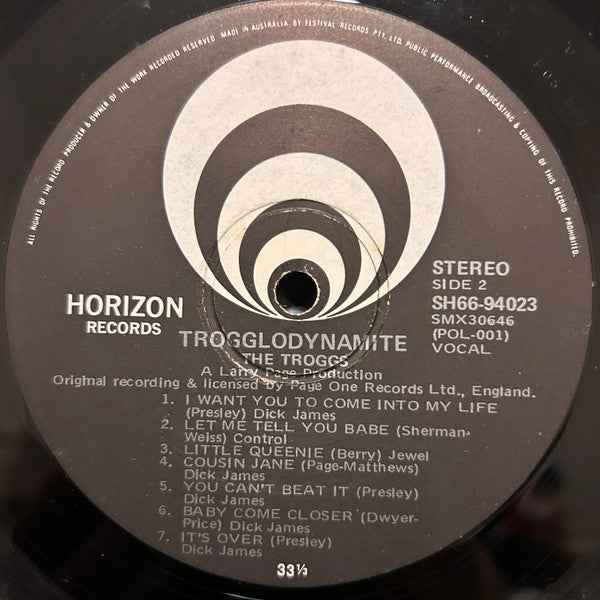 ALL RIGHTS OF THE RECORD PRODUCER & OWNER OF THE WORK RECORDED RESERVED MADE IN AUSTRALIA BY FESTIVAL RECORDS PTY. LTD. PUBLIC PERFORMANCE BROADCASTING & COPYING OF THIS RECORD PROHIBITED.
HORIZON
RECORDS
STEREO
SIDE 2
SH66-94023
SMX30646
(POL-001)
VOCAL
TROGGLODYNAMITE
THE TROGGS
A Larry Page Production
Original recording & licensed by Page One Records Ltd., England.
1. I WANT YOU TO COME INTO MY LIFE
(Presley) Dick James
2. LET ME TELL YOU BABE (Sherman-
Weiss) Control
3. LITTLE QUEENIE (Berry) Jewel
4. COUSIN JANE (Page-Matthews)
Dick James
5. YOU CAN'T BEAT IT (Presley)
Dick James
6. BABY COME CLOSER (Dwyer-
Price) Dick James
7. IT'S OVER (Presley)
Dick James
33⅓